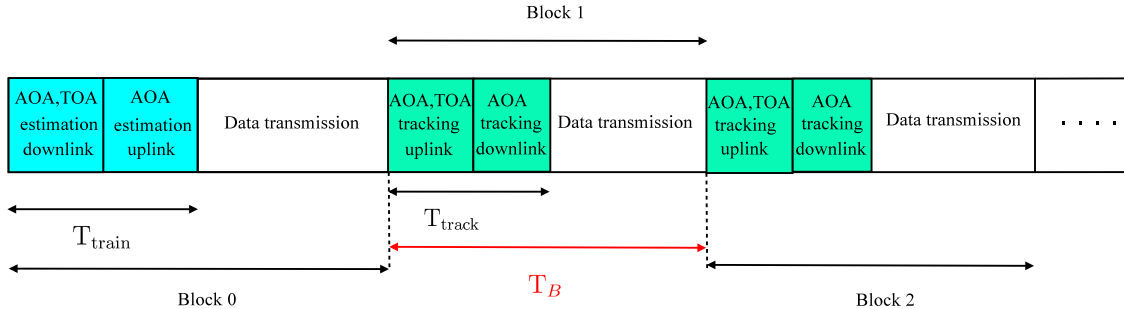 Block 1
AOA,TOA
estimation
downlink
AOA
estimation
uplink
Data transmission
AOA,TOA
tracking
uplink
AOA
tracking
downlink
Data transmission
AOA,TOA
tracking
uplink
AOA
tracking
downlink
Data transmission
. . . .
T_train
T_track
T_B
Block 0
Block 2